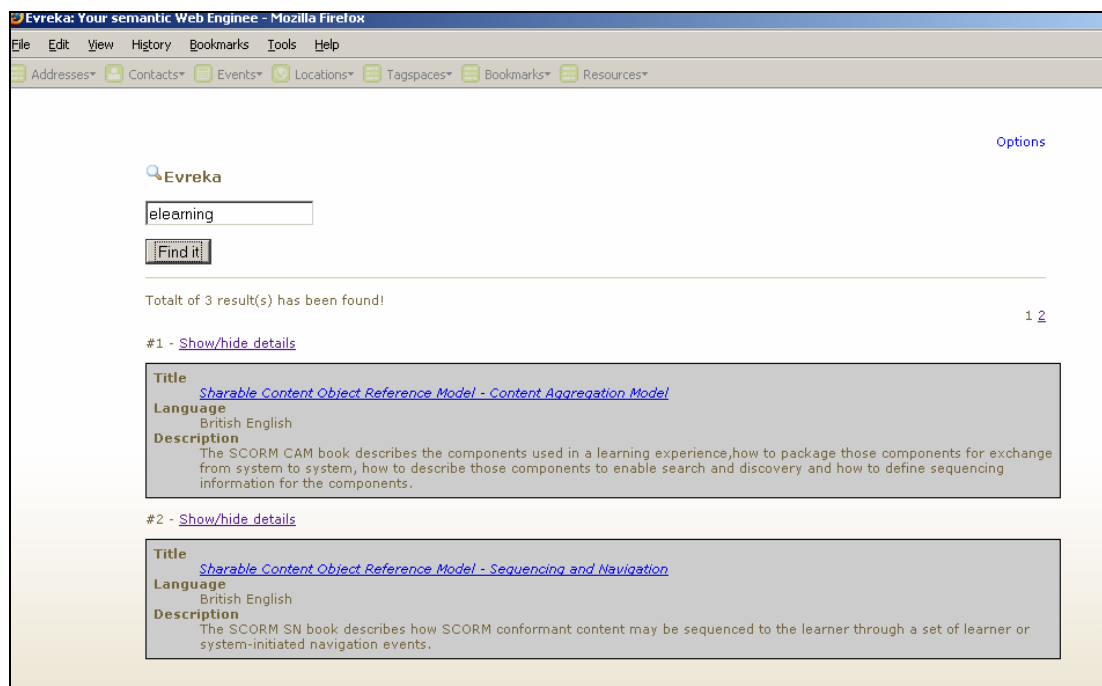 Evreka: Your semantic Web Enginee - Mozilla Firefox
File Edit View History Bookmarks Tools Help
Addresses Contacts Events Locations Tagspaces Bookmarks Resources
Options
Evreka
elearning
Find it
Totalt of 3 result(s) has been found!
1 2
#1 - Show/hide details
Title
Sharable Content Object Reference Model - Content Aggregation Model
Language
British English
Description
The SCORM CAM book describes the components used in a learning experience,how to package those components for exchange
from system to system, how to describe those components to enable search and discovery and how to define sequencing
information for the components.
#2 - Show/hide details
Title
Sharable Content Object Reference Model - Sequencing and Navigation
Language
British English
Description
The SCORM SN book describes how SCORM conformant content may be sequenced to the learner through a set of learner or
system-initiated navigation events.